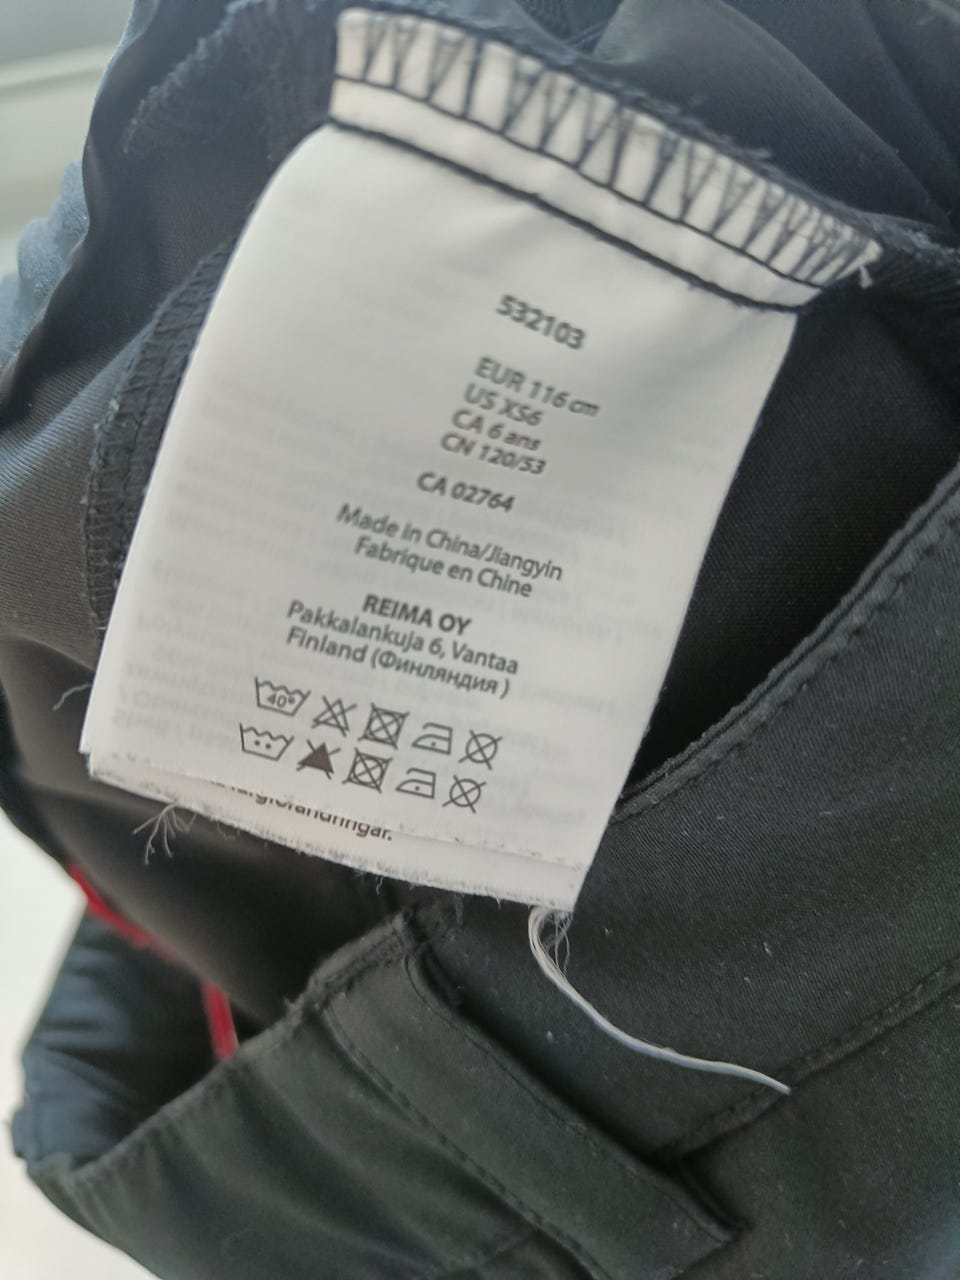 532103
EUR 116 cm
US XS6
CA 6 ans
CN 120/53
CA 02764
Made in China/Jiangyin
Fabrique en Chine
REIMA OY
Pakkalankuja 6, Vantaa
Finland (Финляндия )
40°